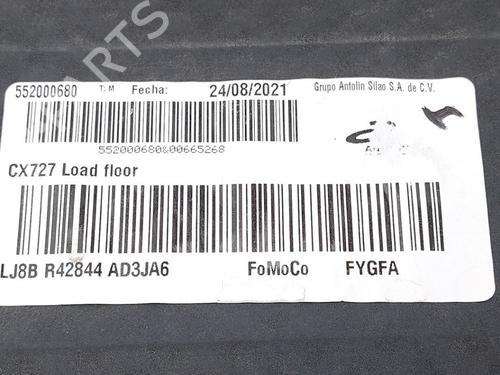 PARTS
552000680 T: M Fecha: 24/08/2021 Grupo Antolin Silao S.A. de C.V.
552000680&00665268
CX727 Load floor
LJ8B R42844 AD3JA6 FoMoCo FYGFA